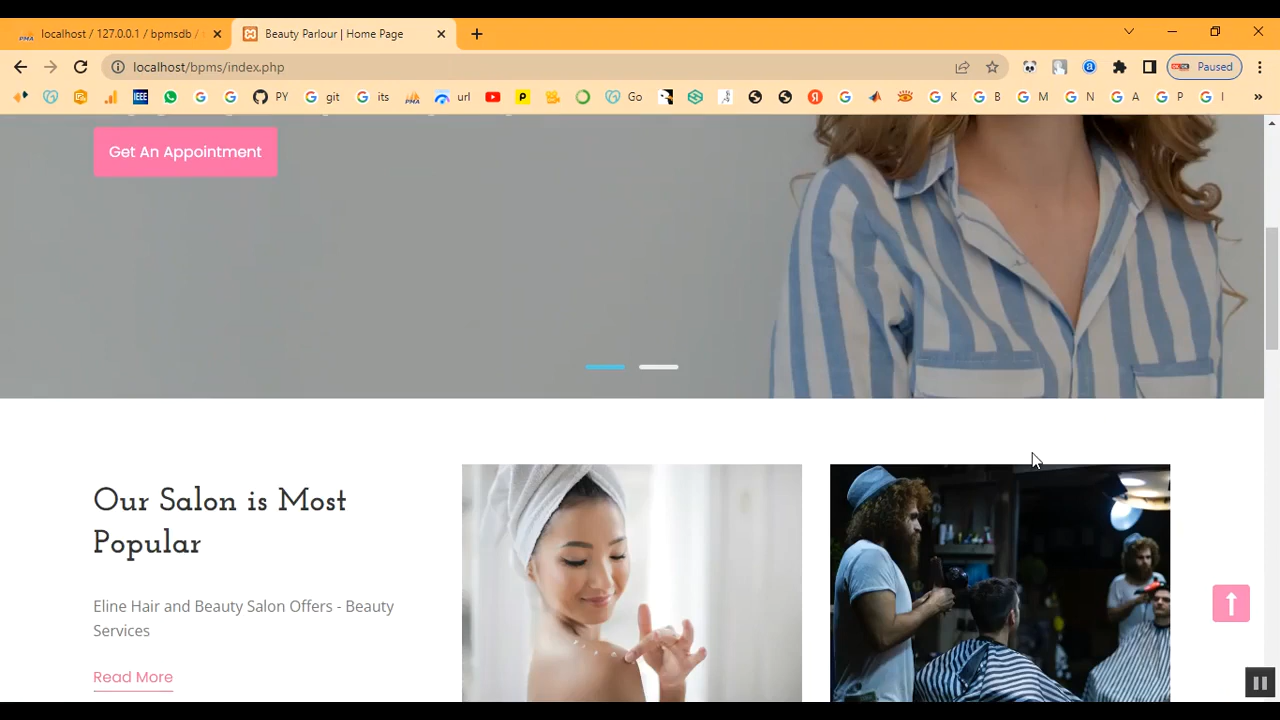 localhost / 127.0.0.1 / bpmsdb /
Beauty Parlour | Home Page
localhost/bpms/index.php
Paused
IEEE
PY
git
its
PMA
url
Go
K
B
M
N
A
P
I
»
Get An Appointment
Our Salon is Most
Popular
Eline Hair and Beauty Salon Offers - Beauty
Services
Read More